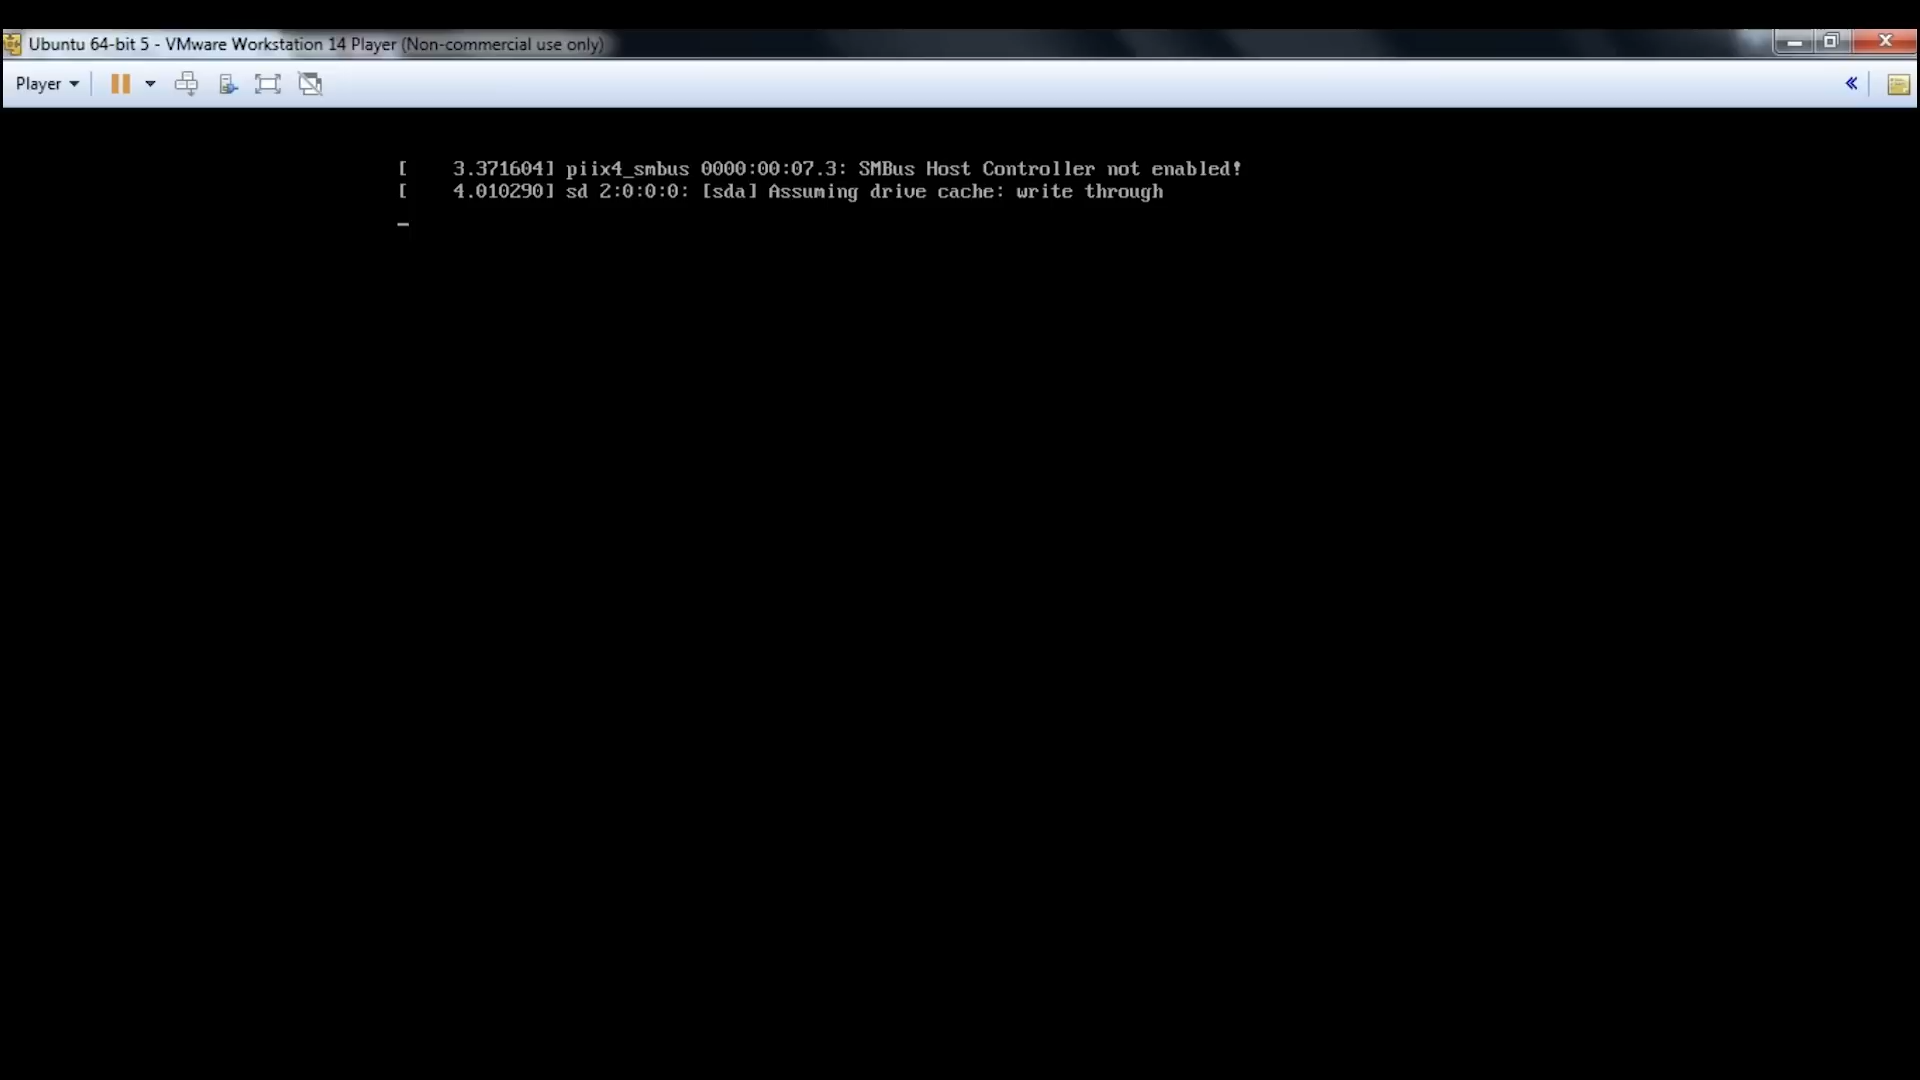 Ubuntu 64-bit 5 - VMware Workstation 14 Player (Non-commercial use only)
Player
[    3.371604] piix4_smbus 0000:00:07.3: SMBus Host Controller not enabled!
[    4.010290] sd 2:0:0:0: [sda] Assuming drive cache: write through